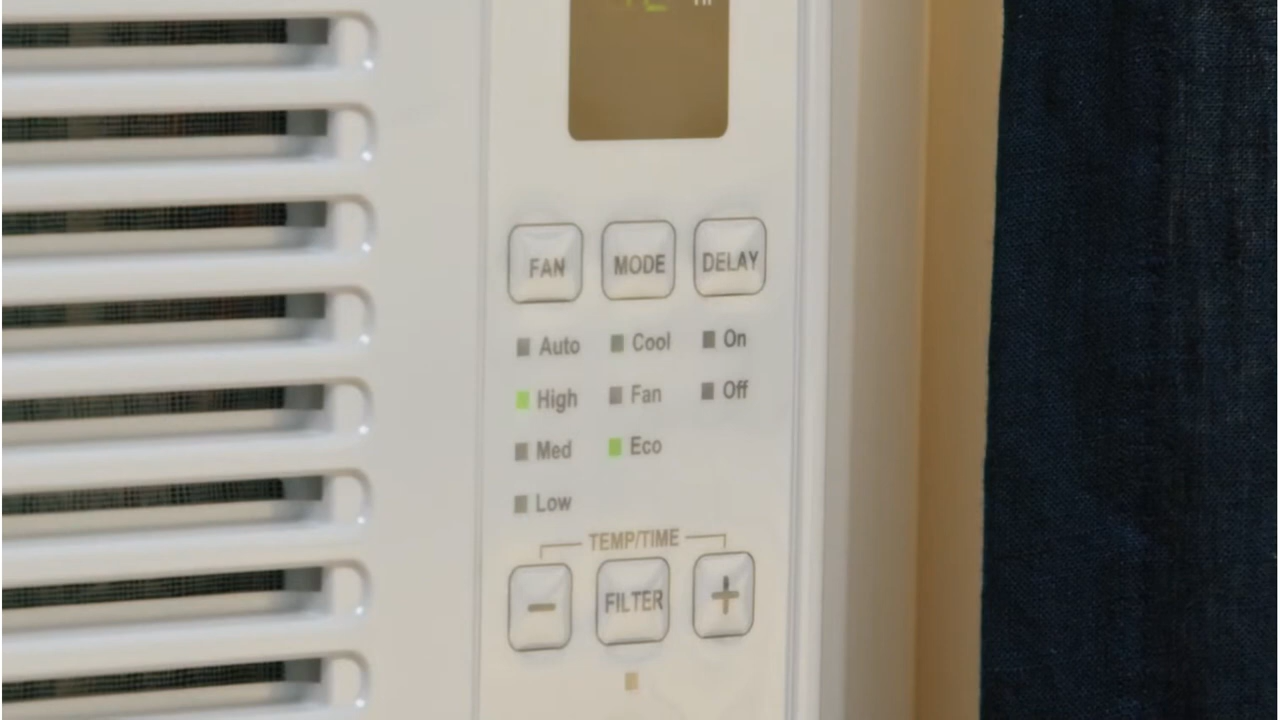 FAN MODE DELAY
Auto Cool On
High Fan Off
Med Eco
Low
TEMP/TIME
- FILTER +